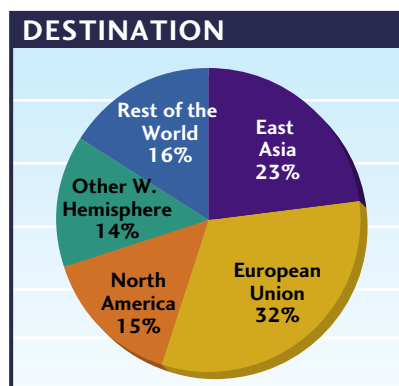 DESTINATION
Rest of the
World
16%
East
Asia
23%
Other W.
Hemisphere
14%
North
America
15%
European
Union
32%